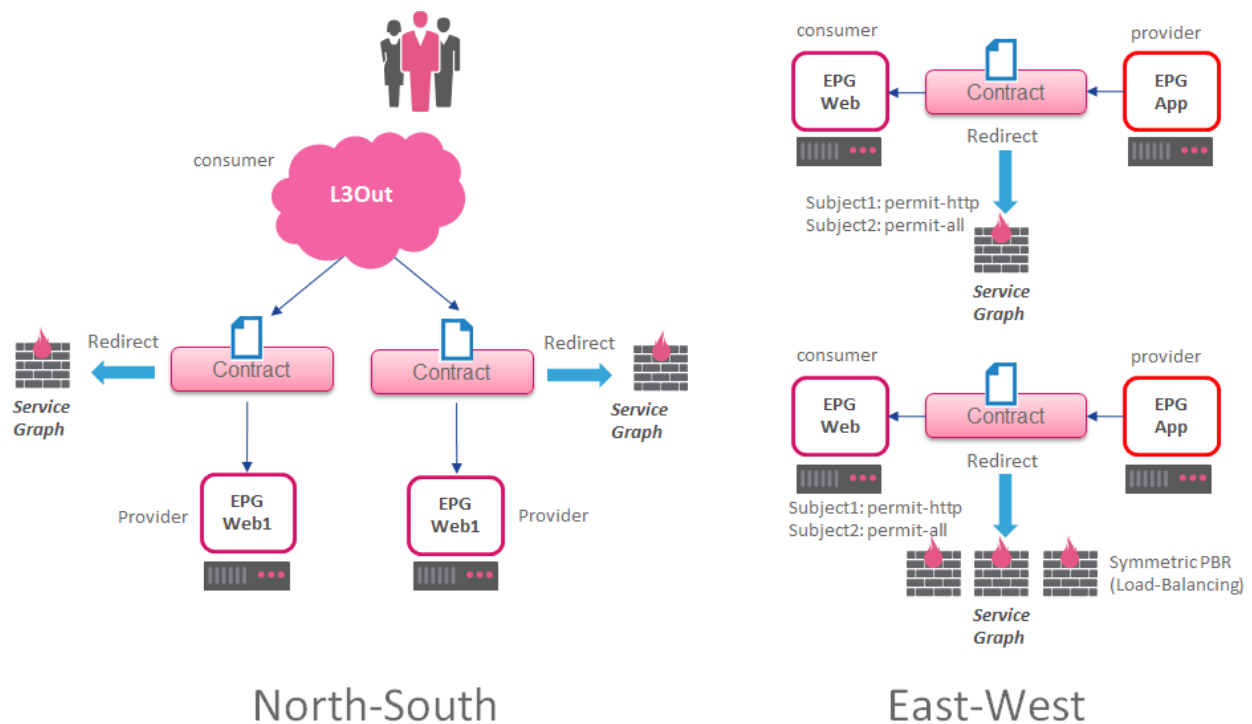 consumer
L3Out
Redirect
Contract
Service
Graph
Contract
Redirect
Service
Graph
Provider
EPG
Web1
EPG
Web1
Provider
North-South
consumer
provider
EPG
Web
Contract
EPG
App
Redirect
Subject1: permit-http
Subject2: permit-all
Service
Graph
consumer
provider
EPG
Web
Contract
EPG
App
Redirect
Subject1: permit-http
Subject2: permit-all
Symmetric PBR
(Load-Balancing)
Service
Graph
East-West